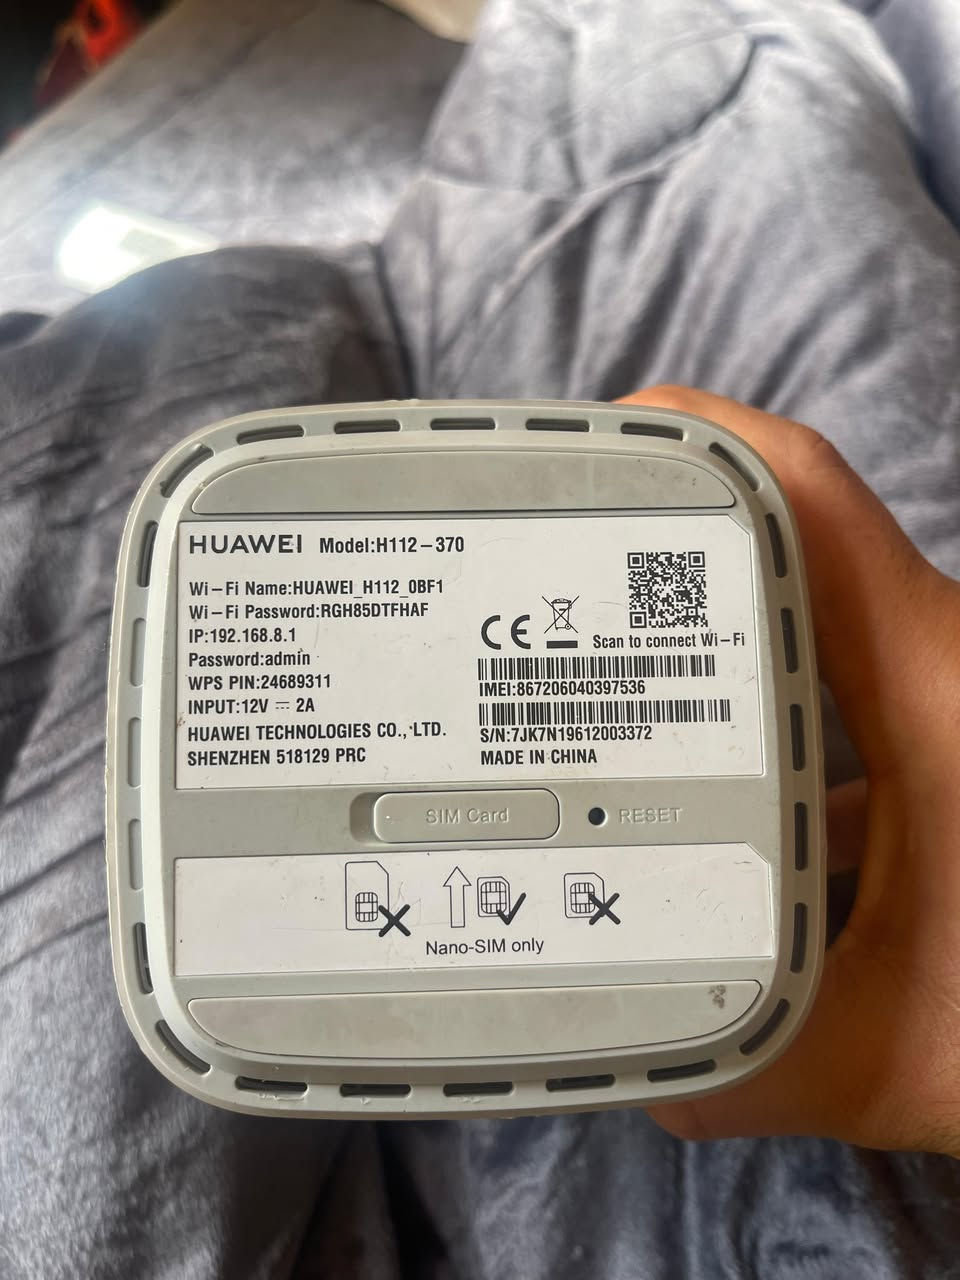 HUAWEI Model:H112-370
Wi-Fi Name:HUAWEI_H112_0BF1
Wi-Fi Password:RGH85DTFHAF
IP:192.168.8.1
Password:admin
WPS PIN:24689311
INPUT:12V ⎓ 2A
HUAWEI TECHNOLOGIES CO.,LTD.
SHENZHEN 518129 PRC
CE
Scan to connect Wi-Fi
IMEI:867206040397536
S/N:7JK7N19612003372
MADE IN CHINA
SIM Card
RESET
Nano-SIM only